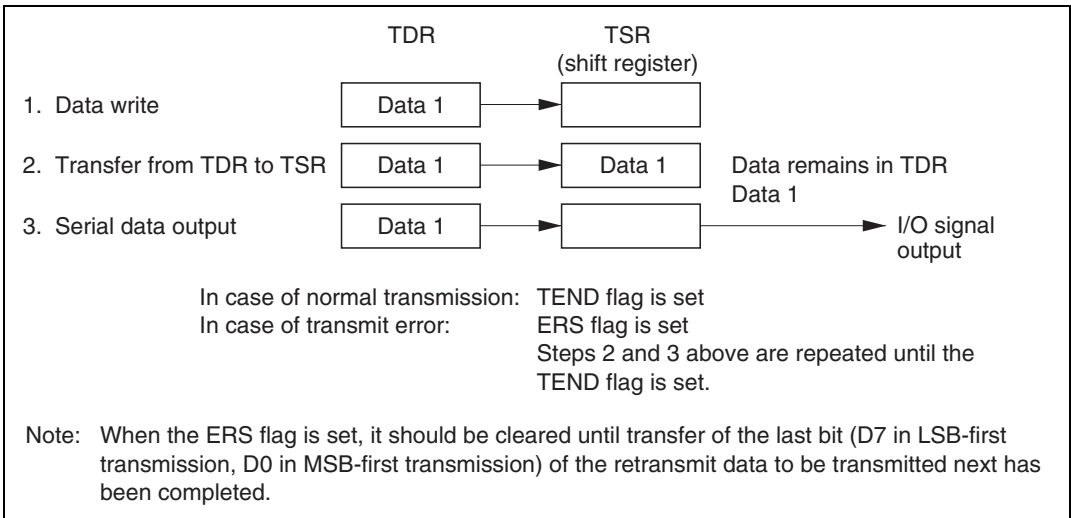 TDR TSR
(shift register)
1. Data write Data 1
2. Transfer from TDR to TSR Data 1 Data 1 Data remains in TDR
Data 1
3. Serial data output Data 1 I/O signal
output
In case of normal transmission: TEND flag is set
In case of transmit error: ERS flag is set
Steps 2 and 3 above are repeated until the
TEND flag is set.
Note: When the ERS flag is set, it should be cleared until transfer of the last bit (D7 in LSB-first
transmission, D0 in MSB-first transmission) of the retransmit data to be transmitted next has
been completed.